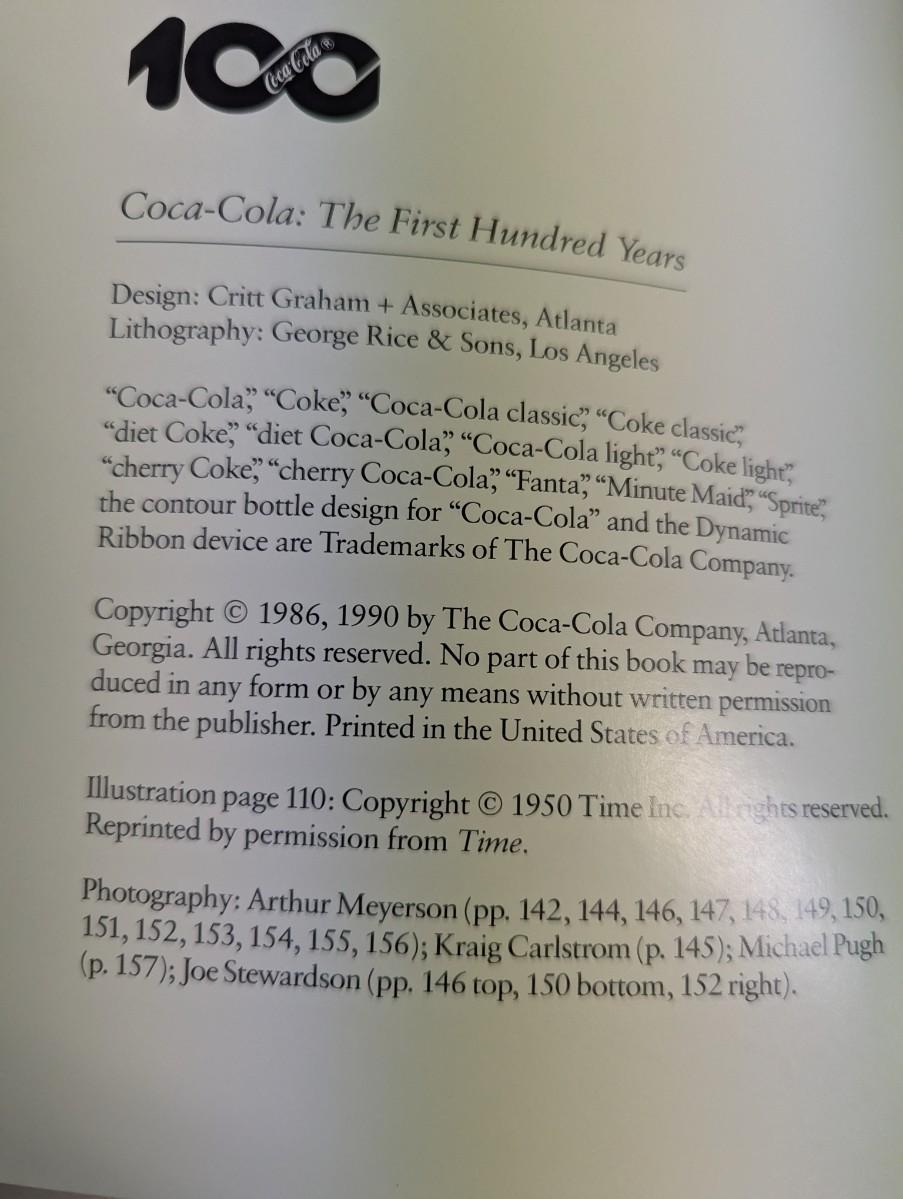 100
Coca-Cola®
Coca-Cola: The First Hundred Years
Design: Critt Graham + Associates, Atlanta
Lithography: George Rice & Sons, Los Angeles
“Coca-Cola,” “Coke,” “Coca-Cola classic,” “Coke classic,”
“diet Coke,” “diet Coca-Cola,” “Coca-Cola light,” “Coke light,”
“cherry Coke,” “cherry Coca-Cola,” “Fanta,” “Minute Maid,” “Sprite,”
the contour bottle design for “Coca-Cola” and the Dynamic
Ribbon device are Trademarks of The Coca-Cola Company.
Copyright © 1986, 1990 by The Coca-Cola Company, Atlanta,
Georgia. All rights reserved. No part of this book may be repro-
duced in any form or by any means without written permission
from the publisher. Printed in the United States of America.
Illustration page 110: Copyright © 1950 Time Inc. All rights reserved.
Reprinted by permission from Time.
Photography: Arthur Meyerson (pp. 142, 144, 146, 147, 148, 149, 150,
151, 152, 153, 154, 155, 156); Kraig Carlstrom (p. 145); Michael Pugh
(p. 157); Joe Stewardson (pp. 146 top, 150 bottom, 152 right).